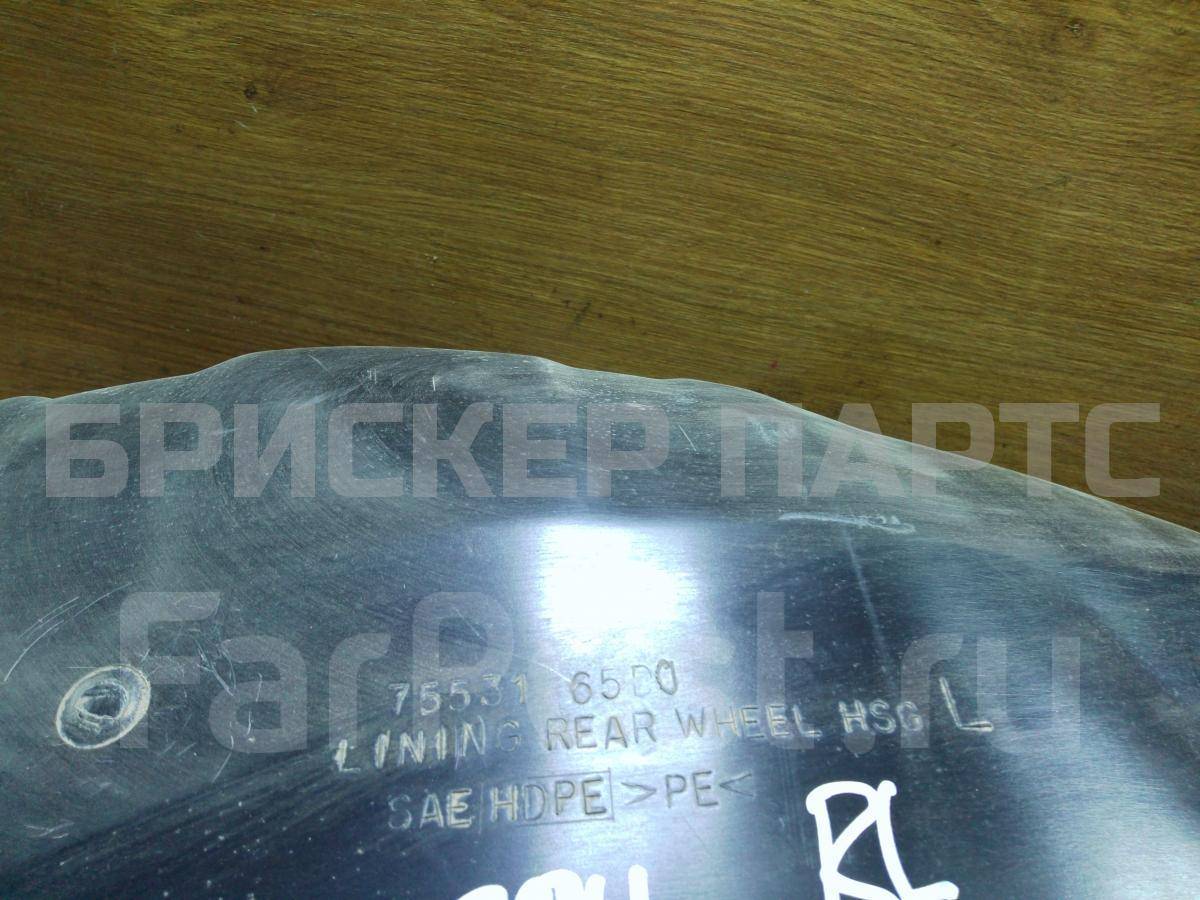 БРИСКЕР ПАРТС
FarPost.ru
75531 65D0
LINING REAR WHEEL HSG L
SAE HDPE >PE<
RL